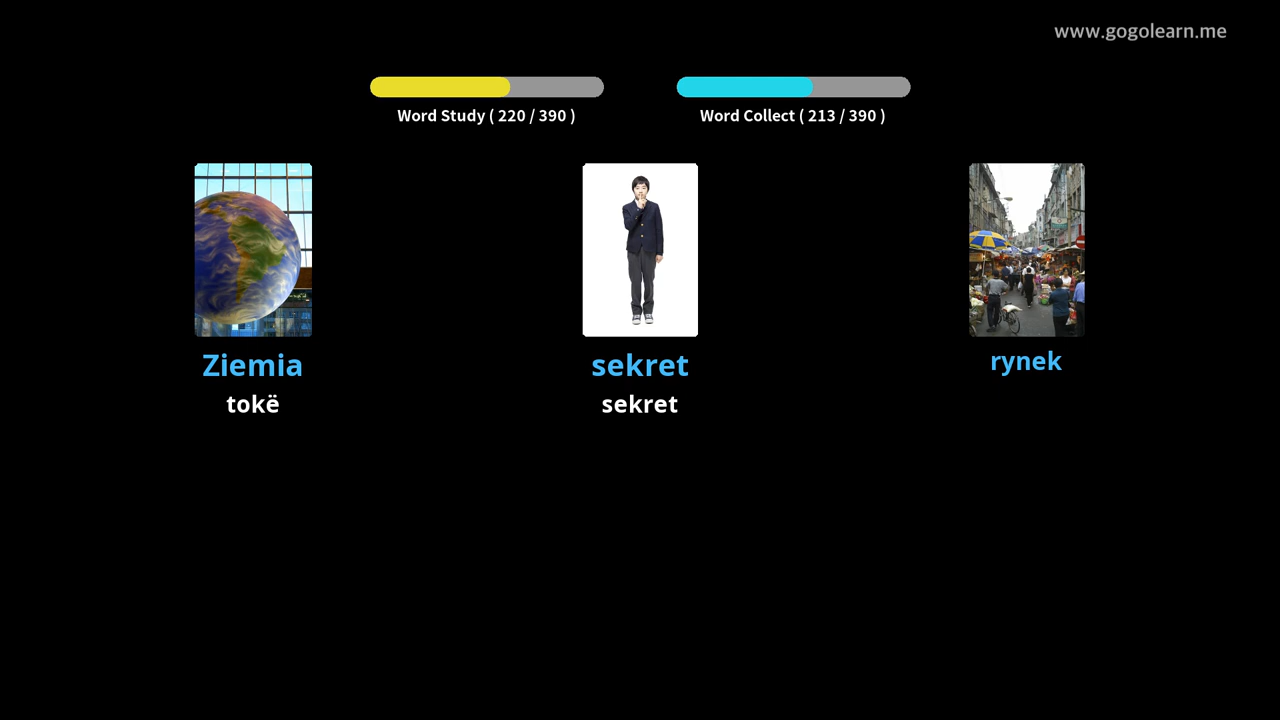 www.gogolearn.me
Word Study ( 220 / 390 )
Word Collect ( 213 / 390 )
Ziemia
tokë
sekret
sekret
rynek